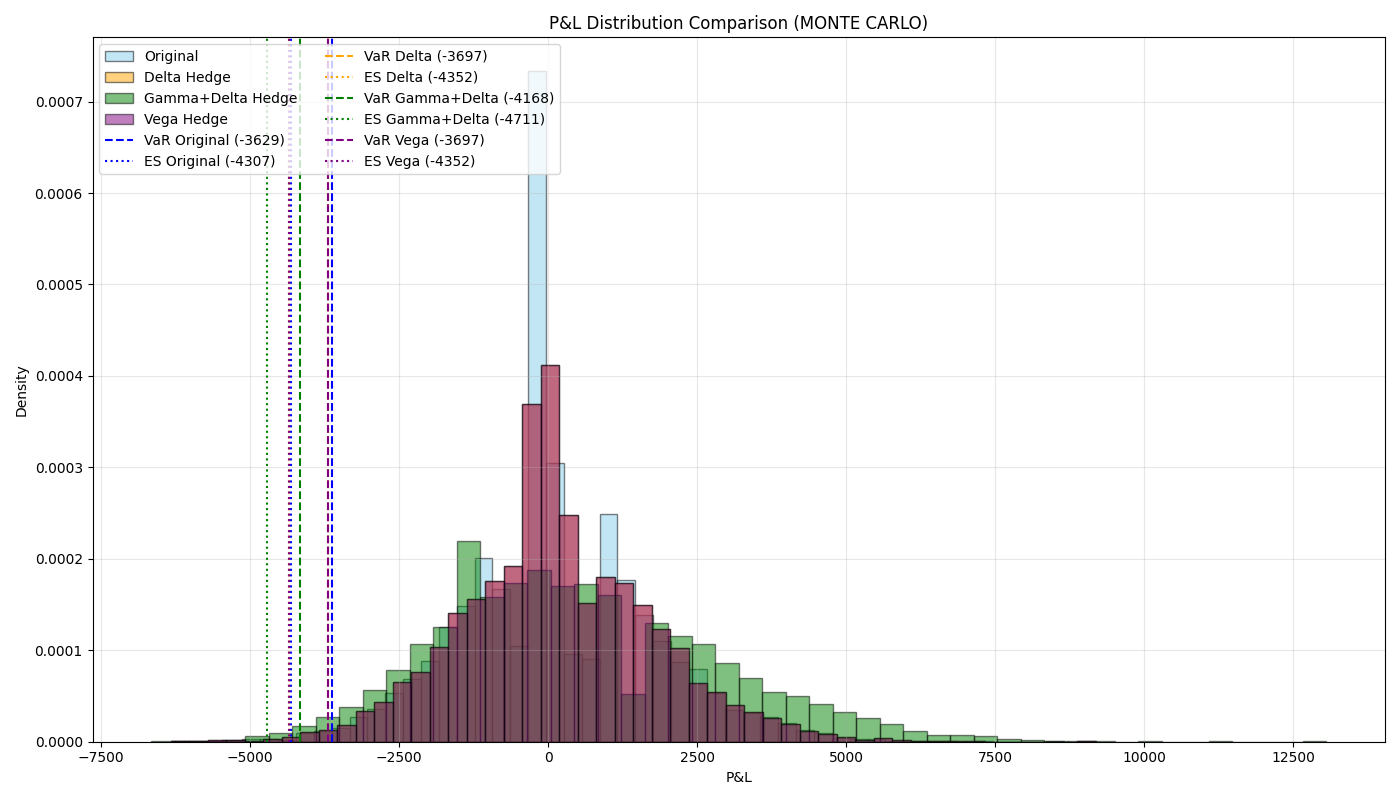 P&L Distribution Comparison (MONTE CARLO)
Original
Delta Hedge
Gamma+Delta Hedge
Vega Hedge
VaR Original (-3629)
ES Original (-4307)
VaR Delta (-3697)
ES Delta (-4352)
VaR Gamma+Delta (-4168)
ES Gamma+Delta (-4711)
VaR Vega (-3697)
ES Vega (-4352)
Density
0.0007
0.0006
0.0005
0.0004
0.0003
0.0002
0.0001
0.0000
−7500 −5000 −2500 0 2500 5000 7500 10000 12500
P&L